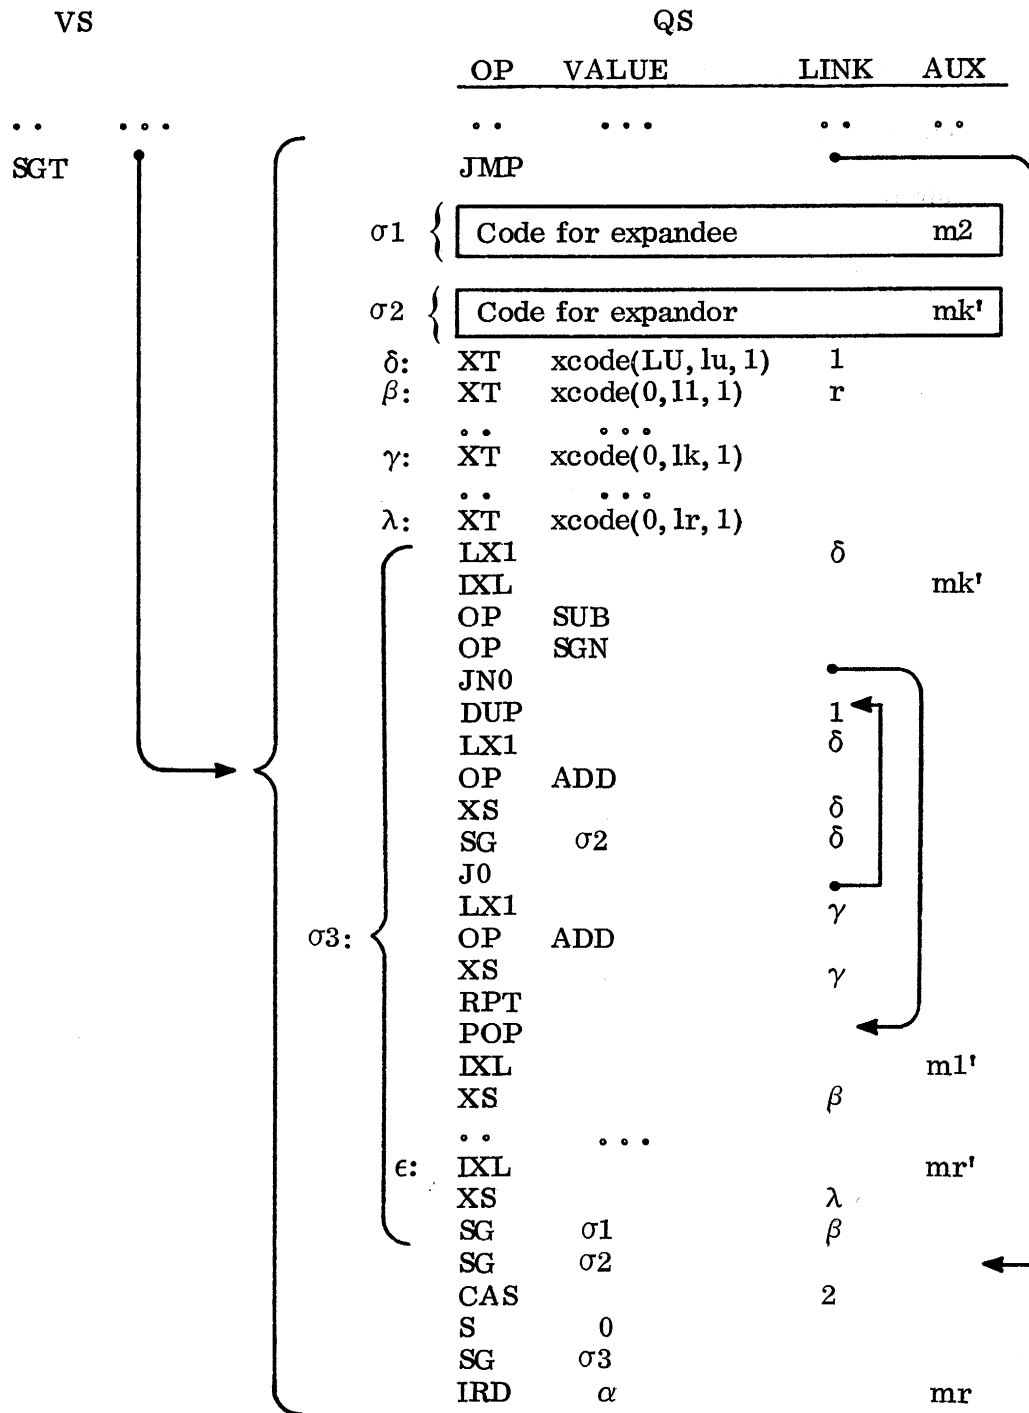 VS QS
OP VALUE LINK AUX
.. ... .. ... .. ..
SGT JMP
σ1 { Code for expandee m2
σ2 { Code for expandor mk'
δ: XT xcode(LU, lu, 1) 1
β: XT xcode(0, l1, 1) r
.. ...
γ: XT xcode(0, lk, 1)
.. ...
λ: XT xcode(0, lr, 1)
LX1 δ
IXL mk'
OP SUB
OP SGN
JN0
DUP 1
LX1 δ
OP ADD
XS δ
SG σ2 δ
J0
LX1 γ
σ3: OP ADD
XS γ
RPT
POP
IXL m1'
XS β
.. ...
ϵ: IXL mr'
XS λ
SG σ1 β
SG σ2
CAS 2
S 0
SG σ3
IRD α mr